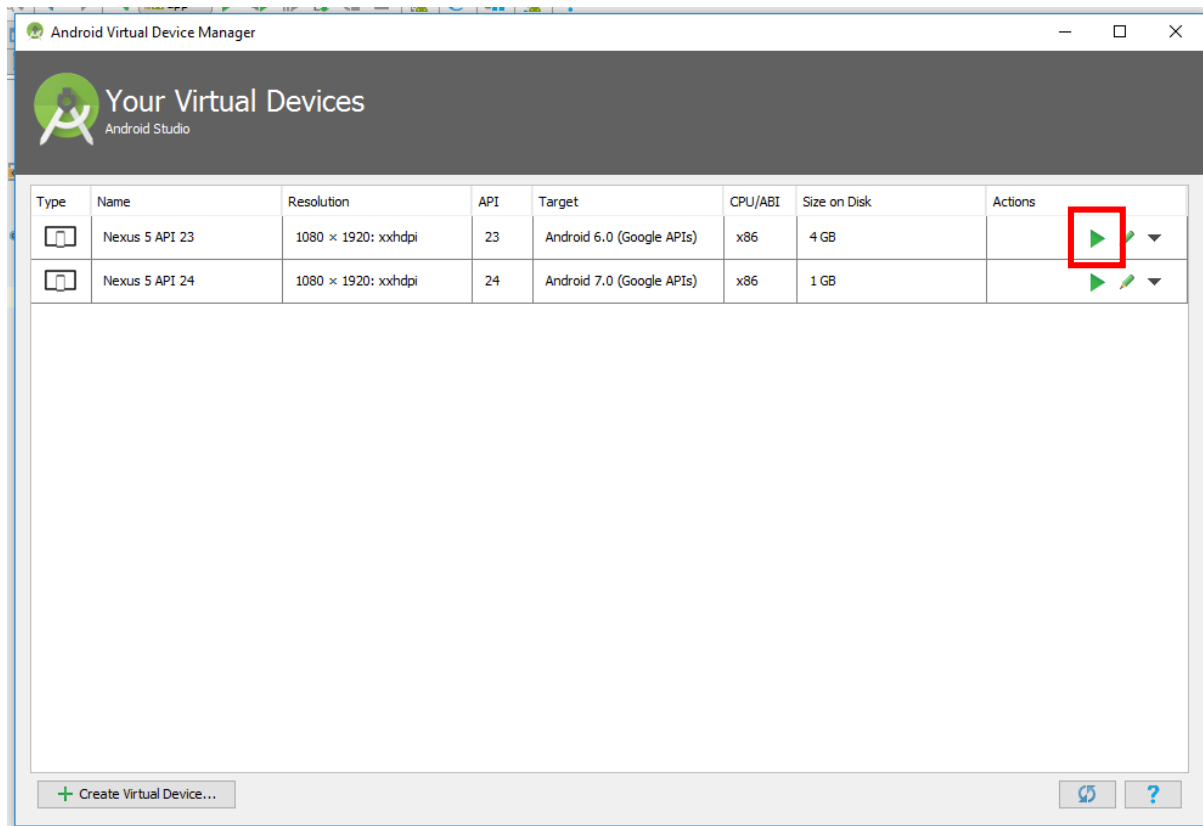 Android Virtual Device Manager
Your Virtual Devices
Android Studio
Type Name Resolution API Target CPU/ABI Size on Disk Actions
Nexus 5 API 23 1080 × 1920: xxhdpi 23 Android 6.0 (Google APIs) x86 4 GB
Nexus 5 API 24 1080 × 1920: xxhdpi 24 Android 7.0 (Google APIs) x86 1 GB
+ Create Virtual Device...
?